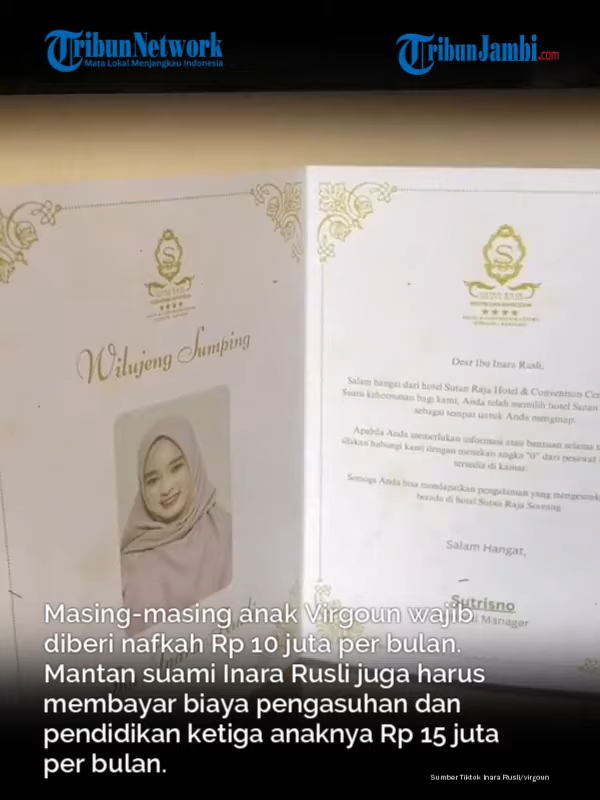 TribunNetwork
Mata Lokal Menjangkau Indonesia
TribunJambi.com
Wilujeng Sumping
S
Dear Ibu Inara Rusli,
Salam hangat dari hotel Sutan Raja Hotel & Convention Cen
Suatu kehormatan bagi kami, Anda telah memilih hotel Sutan
sebagai tempat untuk Anda menginap.
Apabila Anda memerlukan informasi atau bantuan selama
silakan hubungi kami dengan menekan angka "0" dari pesawat
tersedia di kamar.
Semoga Anda bisa mendapatkan pengalaman yang
berada di hotel Sutan Raja Soreang
Salam Hangat,
Sutrisno
Manager
Masing-masing anak Virgoun wajib
diberi nafkah Rp 10 juta per bulan.
Mantan suami Inara Rusli juga harus
membayar biaya pengasuhan dan
pendidikan ketiga anaknya Rp 15 juta
per bulan.
Sumber Tiktok Inara Rusli/virgoun